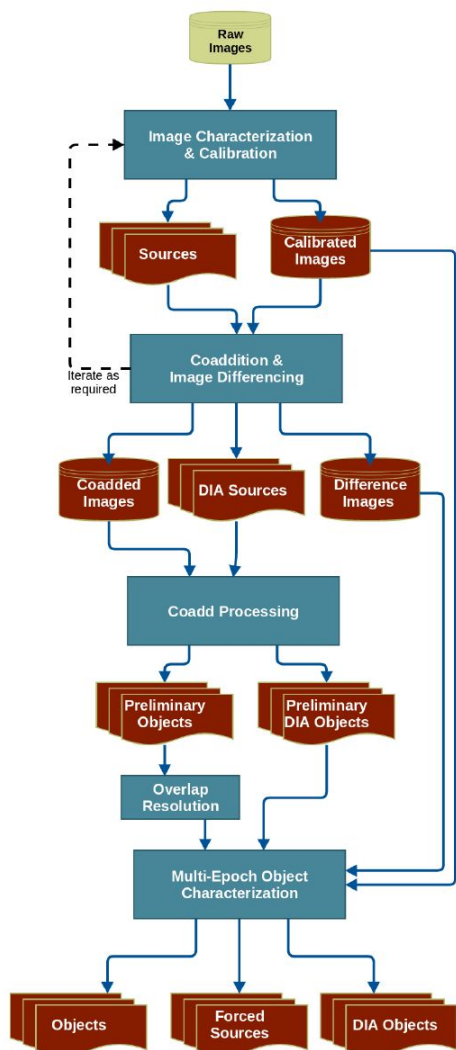 Raw
Images
Image Characterization
& Calibration
Sources
Calibrated
Images
Coaddition &
Image Differencing
Iterate as
required
Coadded
Images
DIA Sources
Difference
Images
Coadd Processing
Preliminary
Objects
Preliminary
DIA Objects
Overlap
Resolution
Multi-Epoch Object
Characterization
Objects
Forced
Sources
DIA Objects